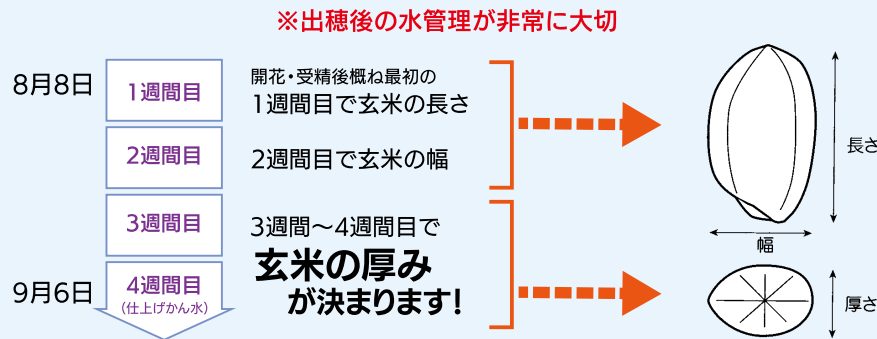 ※出穂後の水管理が非常に大切
8月8日
1週間目
開花・受精後概ね最初の
1週間目で玄米の長さ
2週間目
2週間目で玄米の幅
長さ
幅
3週間目
3週間～4週間目で
玄米の厚み
が決まります!
9月6日
4週間目
(仕上げかん水)
厚さ